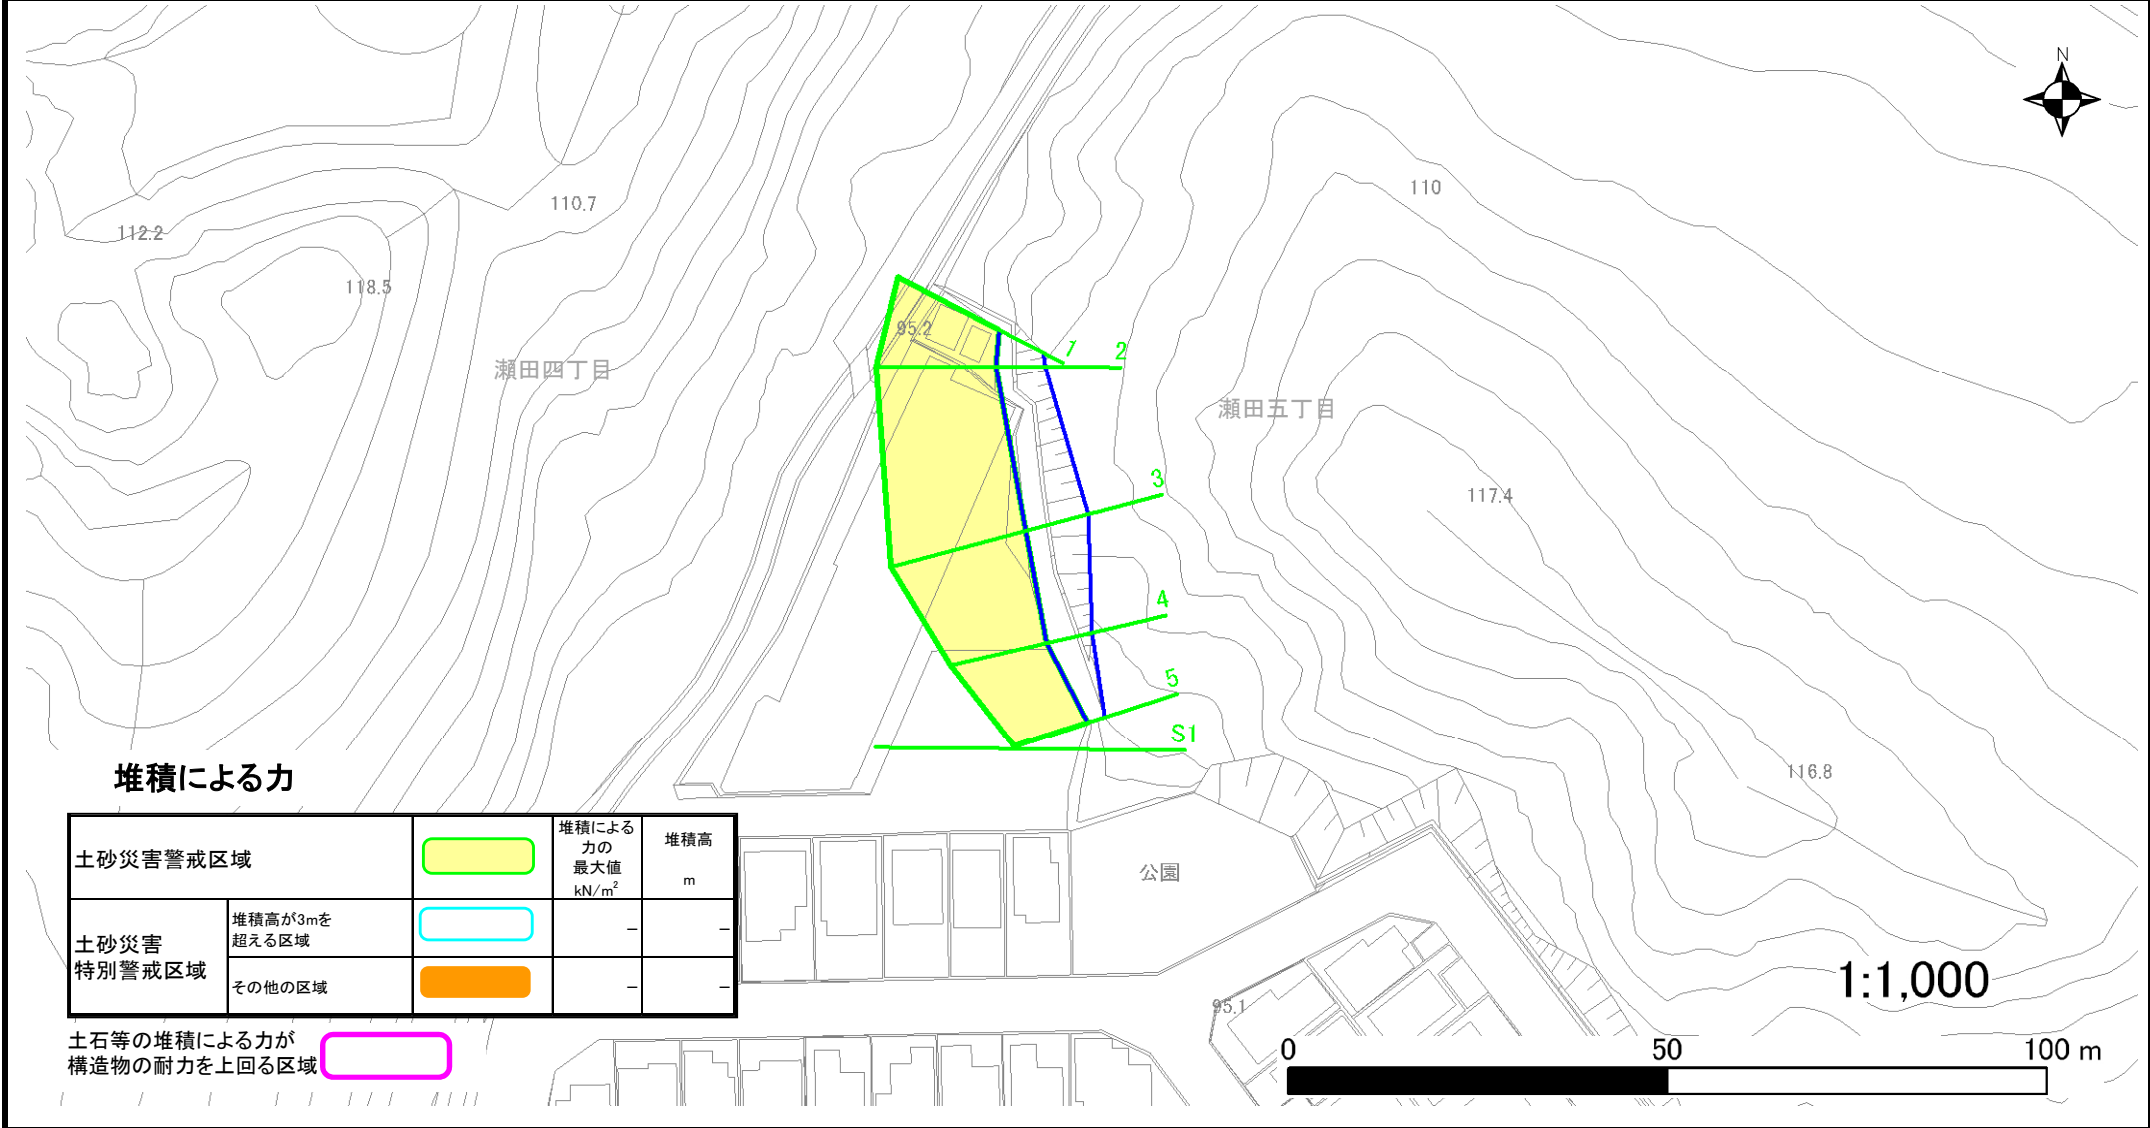 N
110
110.7
112.2
118.5
95.2
1
2
瀬田四丁目
瀬田五丁目
3
117.4
4
5
S1
116.8
堆積による力
土砂災害警戒区域
堆積による
力の
最大値
kN/m²
堆積高
m
土砂災害
特別警戒区域
堆積高が3mを
超える区域
－
－
その他の区域
－
－
土石等の堆積による力が
構造物の耐力を上回る区域
公園
95.1
1:1,000
0
50
100 m